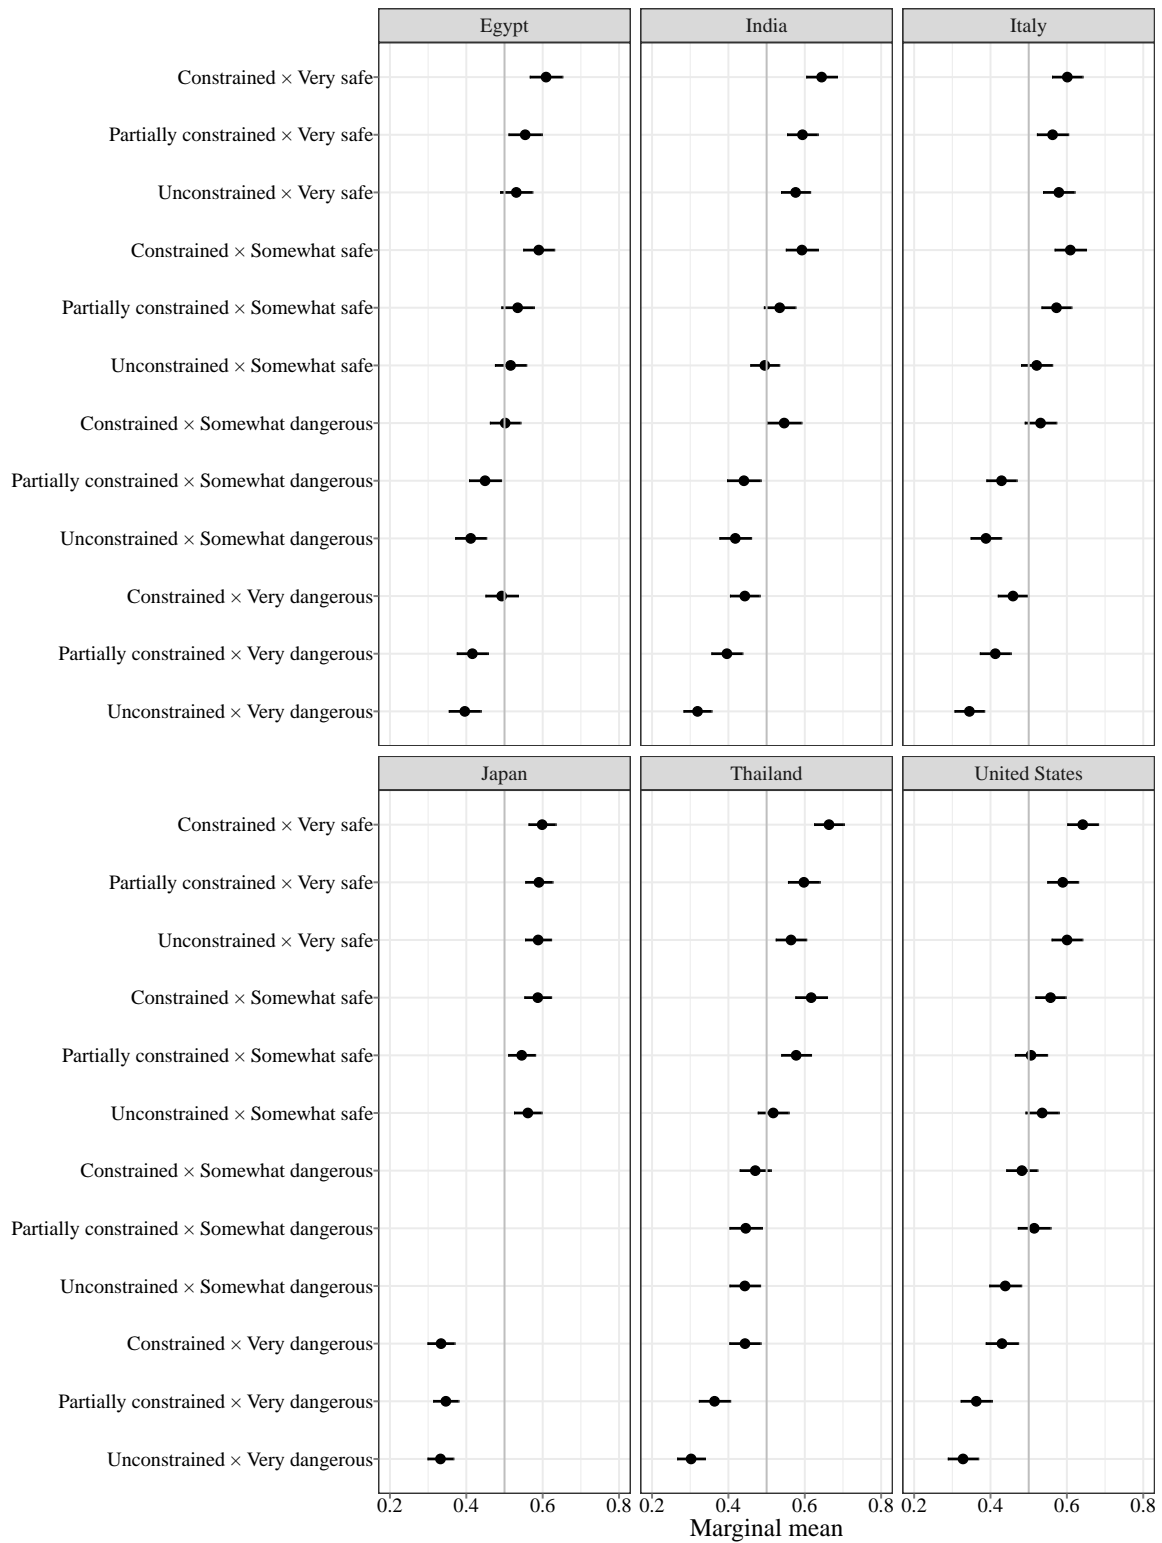 Egypt India Italy
Constrained × Very safe
Partially constrained × Very safe
Unconstrained × Very safe
Constrained × Somewhat safe
Partially constrained × Somewhat safe
Unconstrained × Somewhat safe
Constrained × Somewhat dangerous
Partially constrained × Somewhat dangerous
Unconstrained × Somewhat dangerous
Constrained × Very dangerous
Partially constrained × Very dangerous
Unconstrained × Very dangerous
Japan Thailand United States
Constrained × Very safe
Partially constrained × Very safe
Unconstrained × Very safe
Constrained × Somewhat safe
Partially constrained × Somewhat safe
Unconstrained × Somewhat safe
Constrained × Somewhat dangerous
Partially constrained × Somewhat dangerous
Unconstrained × Somewhat dangerous
Constrained × Very dangerous
Partially constrained × Very dangerous
Unconstrained × Very dangerous
0.2 0.4 0.6 0.8 0.2 0.4 0.6 0.8 0.2 0.4 0.6 0.8
Marginal mean